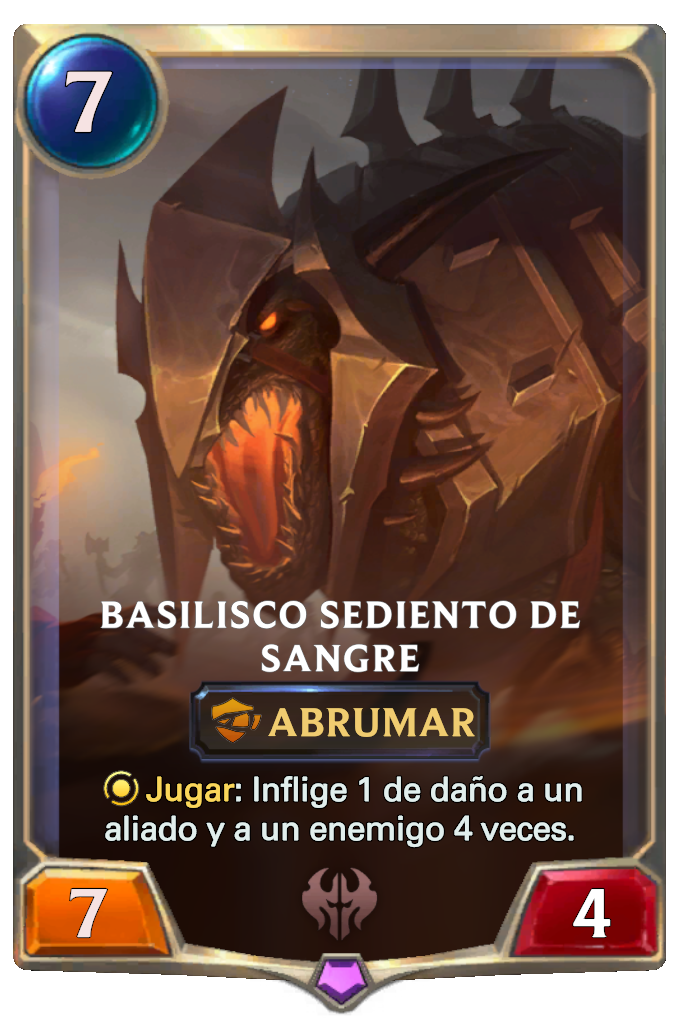 7
BASILISCO SEDIENTO DE
SANGRE
ABRUMAR
Jugar: Inflige 1 de daño a un
aliado y a un enemigo 4 veces.
7
4